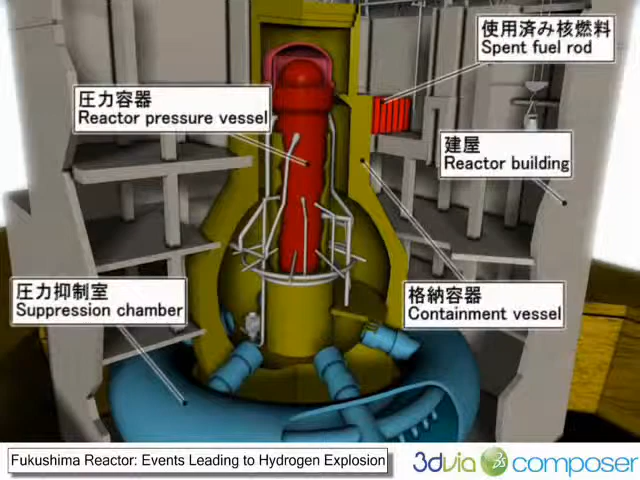 使用済み核燃料
Spent fuel rod
圧力容器
Reactor pressure vessel
建屋
Reactor building
圧力抑制室
Suppression chamber
格納容器
Containment vessel
Fukushima Reactor: Events Leading to Hydrogen Explosion
3dvia composer